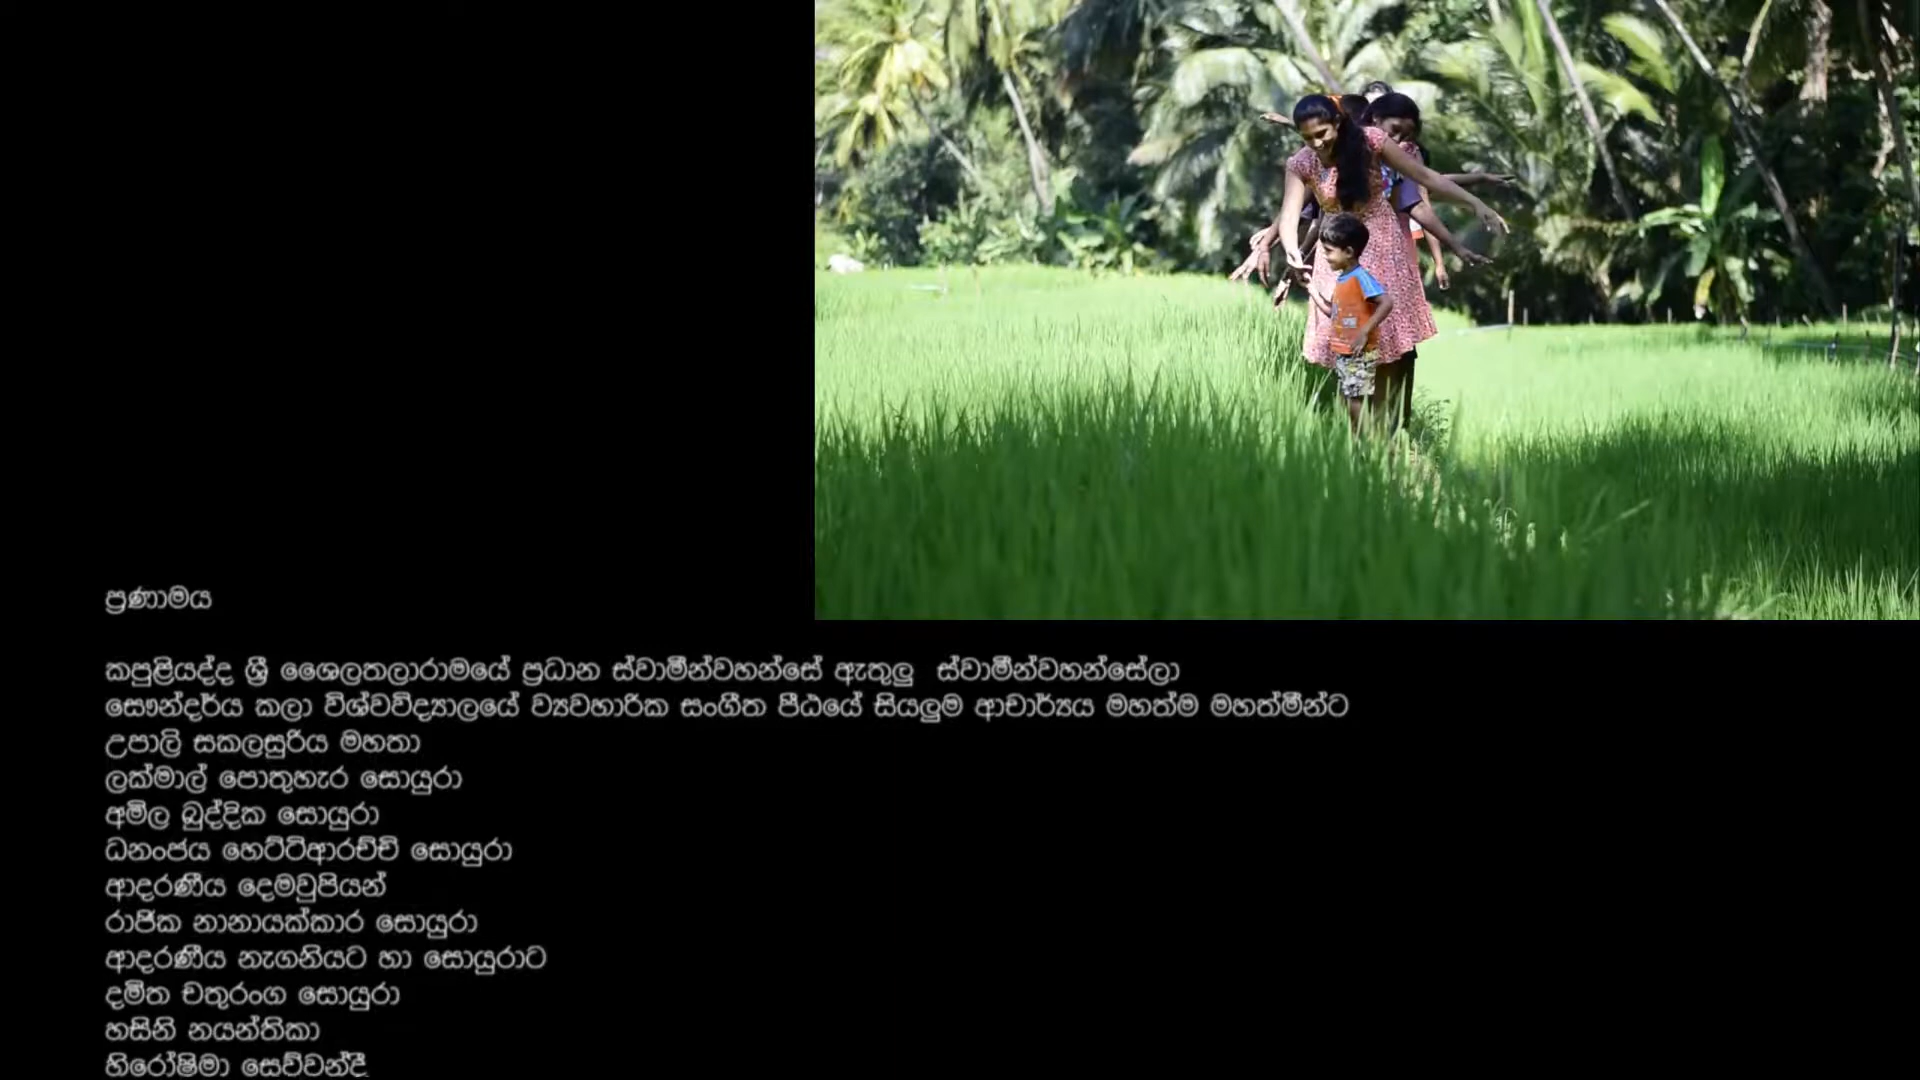 ප්‍රණාමය
කපුළියද්ද ශ්‍රී ශෛලතලාරාමයේ ප්‍රධාන ස්වාමීන්වහන්සේ ඇතුලු ස්වාමීන්වහන්සේලා
සෞන්දර්ය කලා විශ්වවිද්‍යාලයේ ව්‍යවහාරික සංගීත පීඨයේ සියලුම ආචාර්යය මහත්ම මහත්මීන්ට
උපාලි සකලසුරිය මහතා
ලක්මාල් පොතුහැර සොයුරා
අමිල බුද්දික සොයුරා
ධනංජය හෙට්ටිආරච්චි සොයුරා
ආදරණීය දෙමවුපියන්
රාජික නානායක්කාර සොයුරා
ආදරණීය නැගනියට හා සොයුරාට
දමිත චතුරංග සොයුරා
හසිනි නයන්තිකා
හිරෝෂිමා සෙව්වන්දී